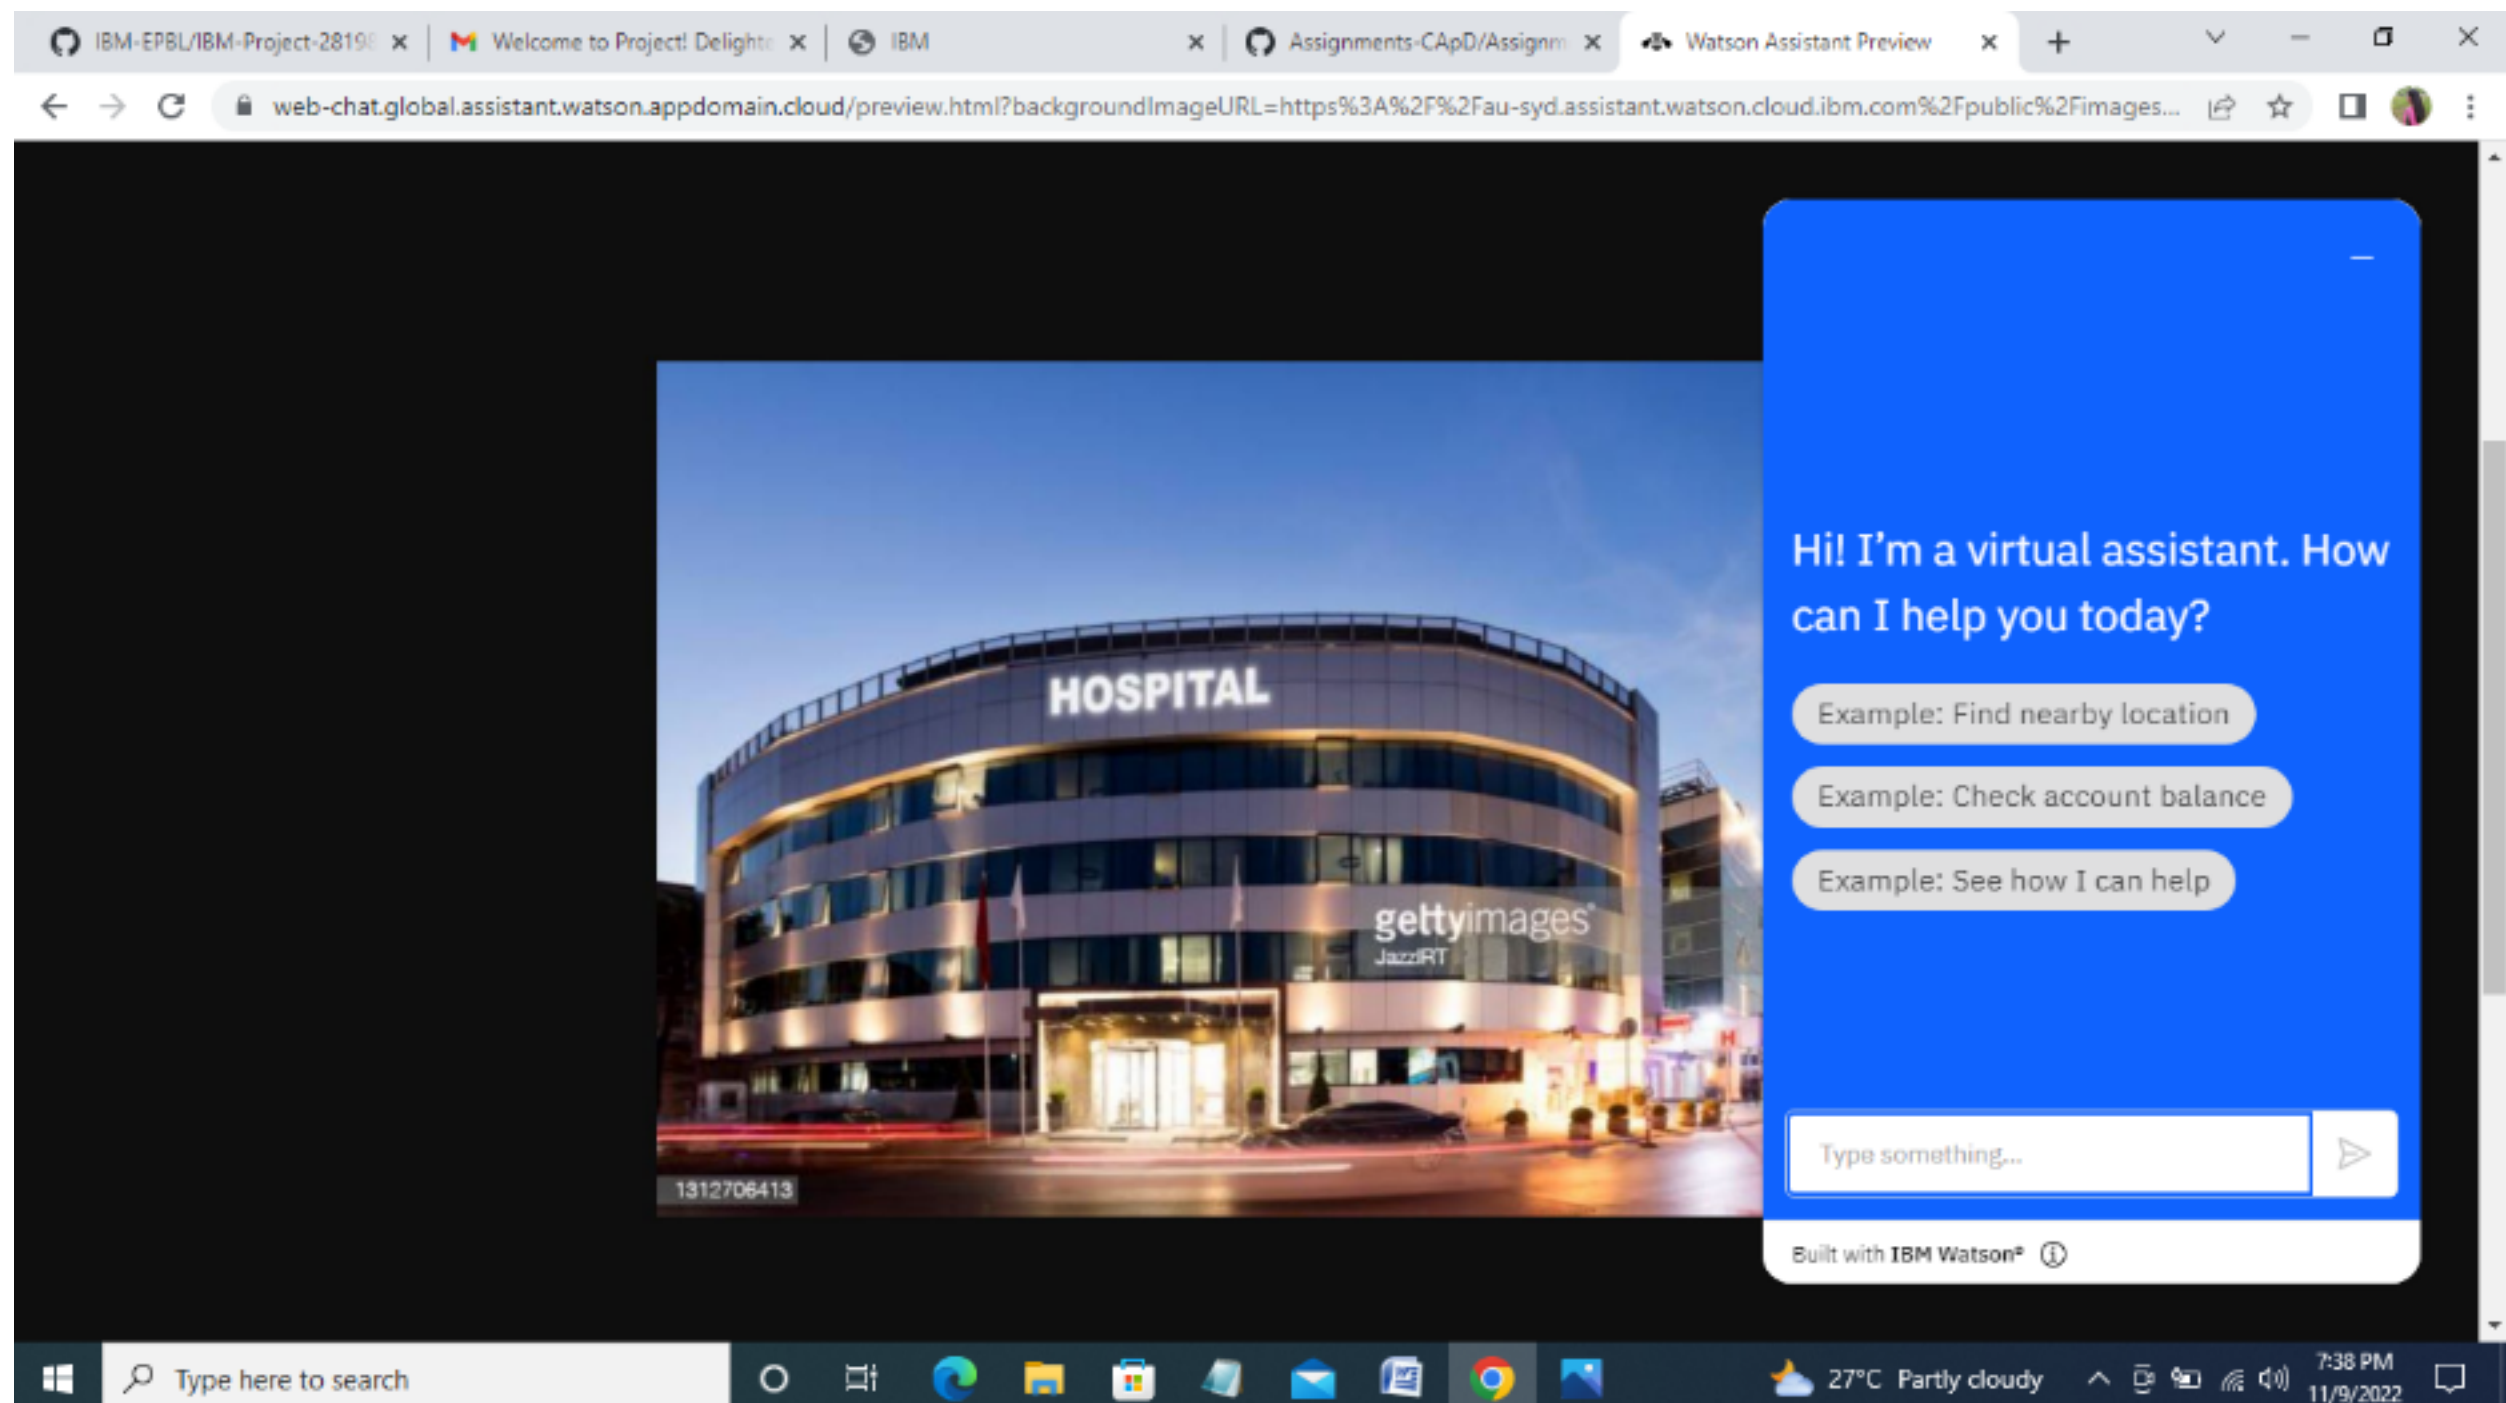 IBM-EPBL/IBM-Project-28198
Welcome to Project! Delighte
IBM
Assignments-CApD/Assignm
Watson Assistant Preview
web-chat.global.assistant.watson.appdomain.cloud/preview.html?backgroundImageURL=https%3A%2F%2Fau-syd.assistant.watson.cloud.ibm.com%2Fpublic%2Fimages...
Hi! I'm a virtual assistant. How
can I help you today?
HOSPITAL
Example: Find nearby location
Example: Check account balance
Example: See how I can help
gettyimages®
JazzIRT
H
Type something...
1312706413
Built with IBM Watson®
Type here to search
27°C Partly cloudy
7:38 PM
11/9/2022